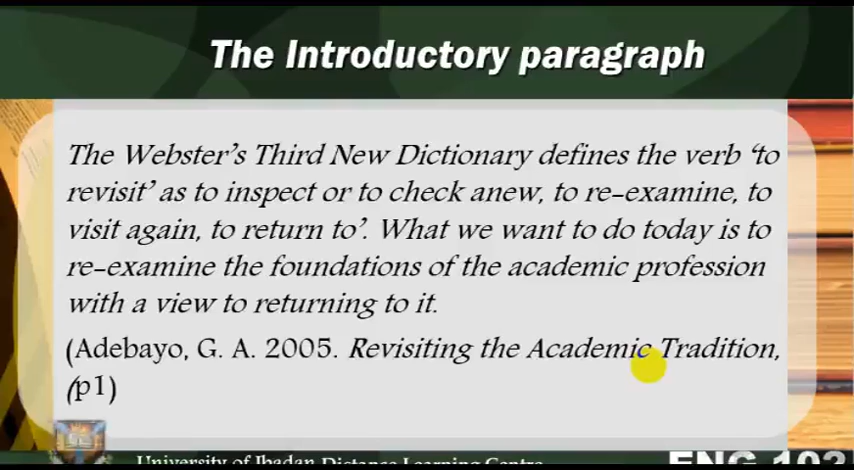 The Introductory paragraph
The Webster's Third New Dictionary defines the verb 'to
revisit' as to inspect or to check anew, to re-examine, to
visit again, to return to'. What we want to do today is to
re-examine the foundations of the academic profession
with a view to returning to it.
(Adebayo, G. A. 2005. Revisiting the Academic Tradition,
(p1)
University of Ibadan Distance Learning Centre
ENG 102